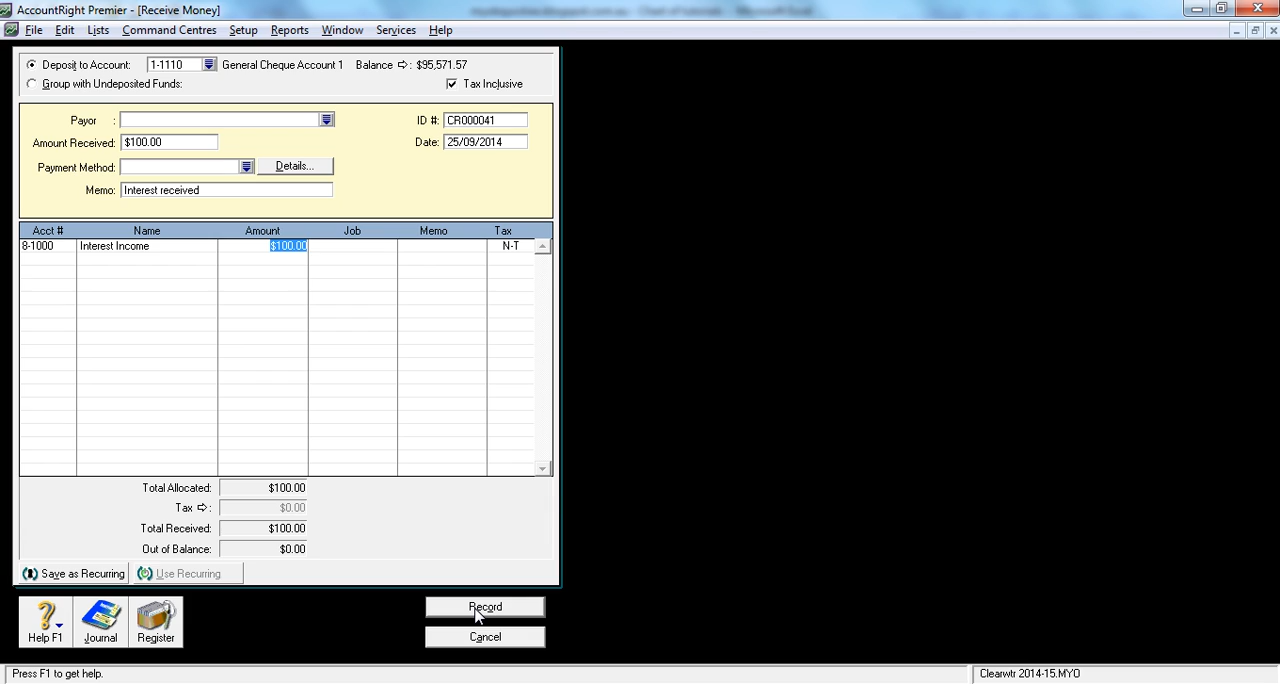 AccountRight Premier - [Receive Money]
File Edit Lists Command Centres Setup Reports Window Services Help
Deposit to Account: 1-1110 General Cheque Account 1 Balance : $95,571.57
Group with Undeposited Funds: Tax Inclusive
Payor : ID #: CR000041
Amount Received: $100.00 Date: 25/09/2014
Payment Method: Details...
Memo: Interest received
Acct # Name Amount Job Memo Tax
8-1000 Interest Income $100.00 N-T
Total Allocated: $100.00
Tax : $0.00
Total Received: $100.00
Out of Balance: $0.00
Save as Recurring Use Recurring
Record
Help F1 Journal Register Cancel
Press F1 to get help. Clearwtr 2014-15.MYO